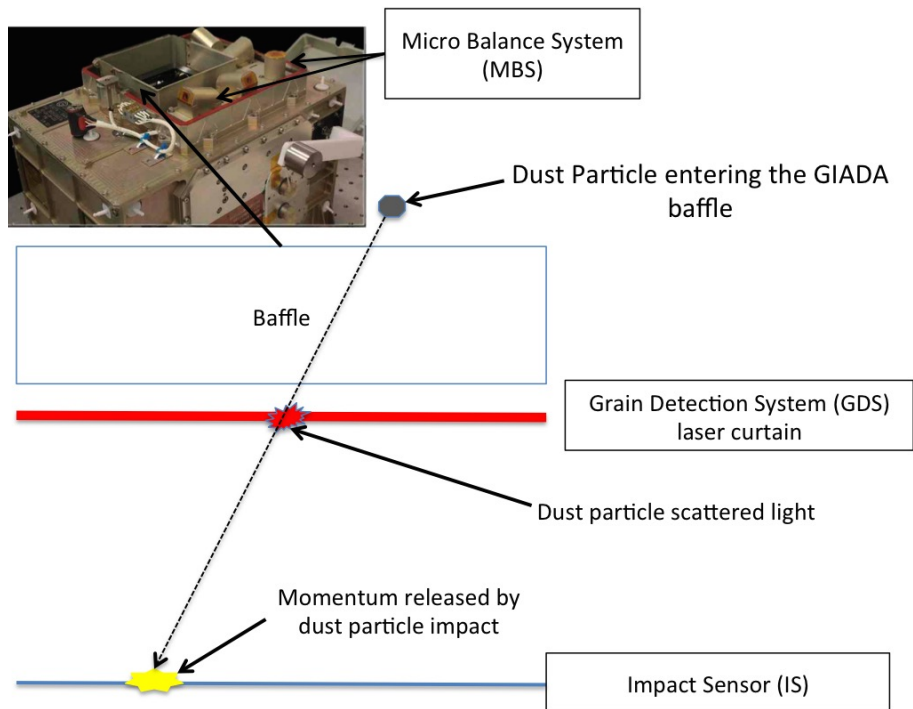 Micro Balance System
(MBS)
Dust Particle entering the GIADA
baffle
Baffle
Grain Detection System (GDS)
laser curtain
Dust particle scattered light
Momentum released by
dust particle impact
Impact Sensor (IS)